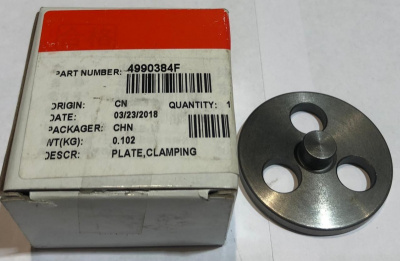 PART NUMBER: 4990384F
ORIGIN: CN QUANTITY: 1
DATE: 03/23/2018
PACKAGER: CHN
WT(KG): 0.102
DESCR: PLATE,CLAMPING